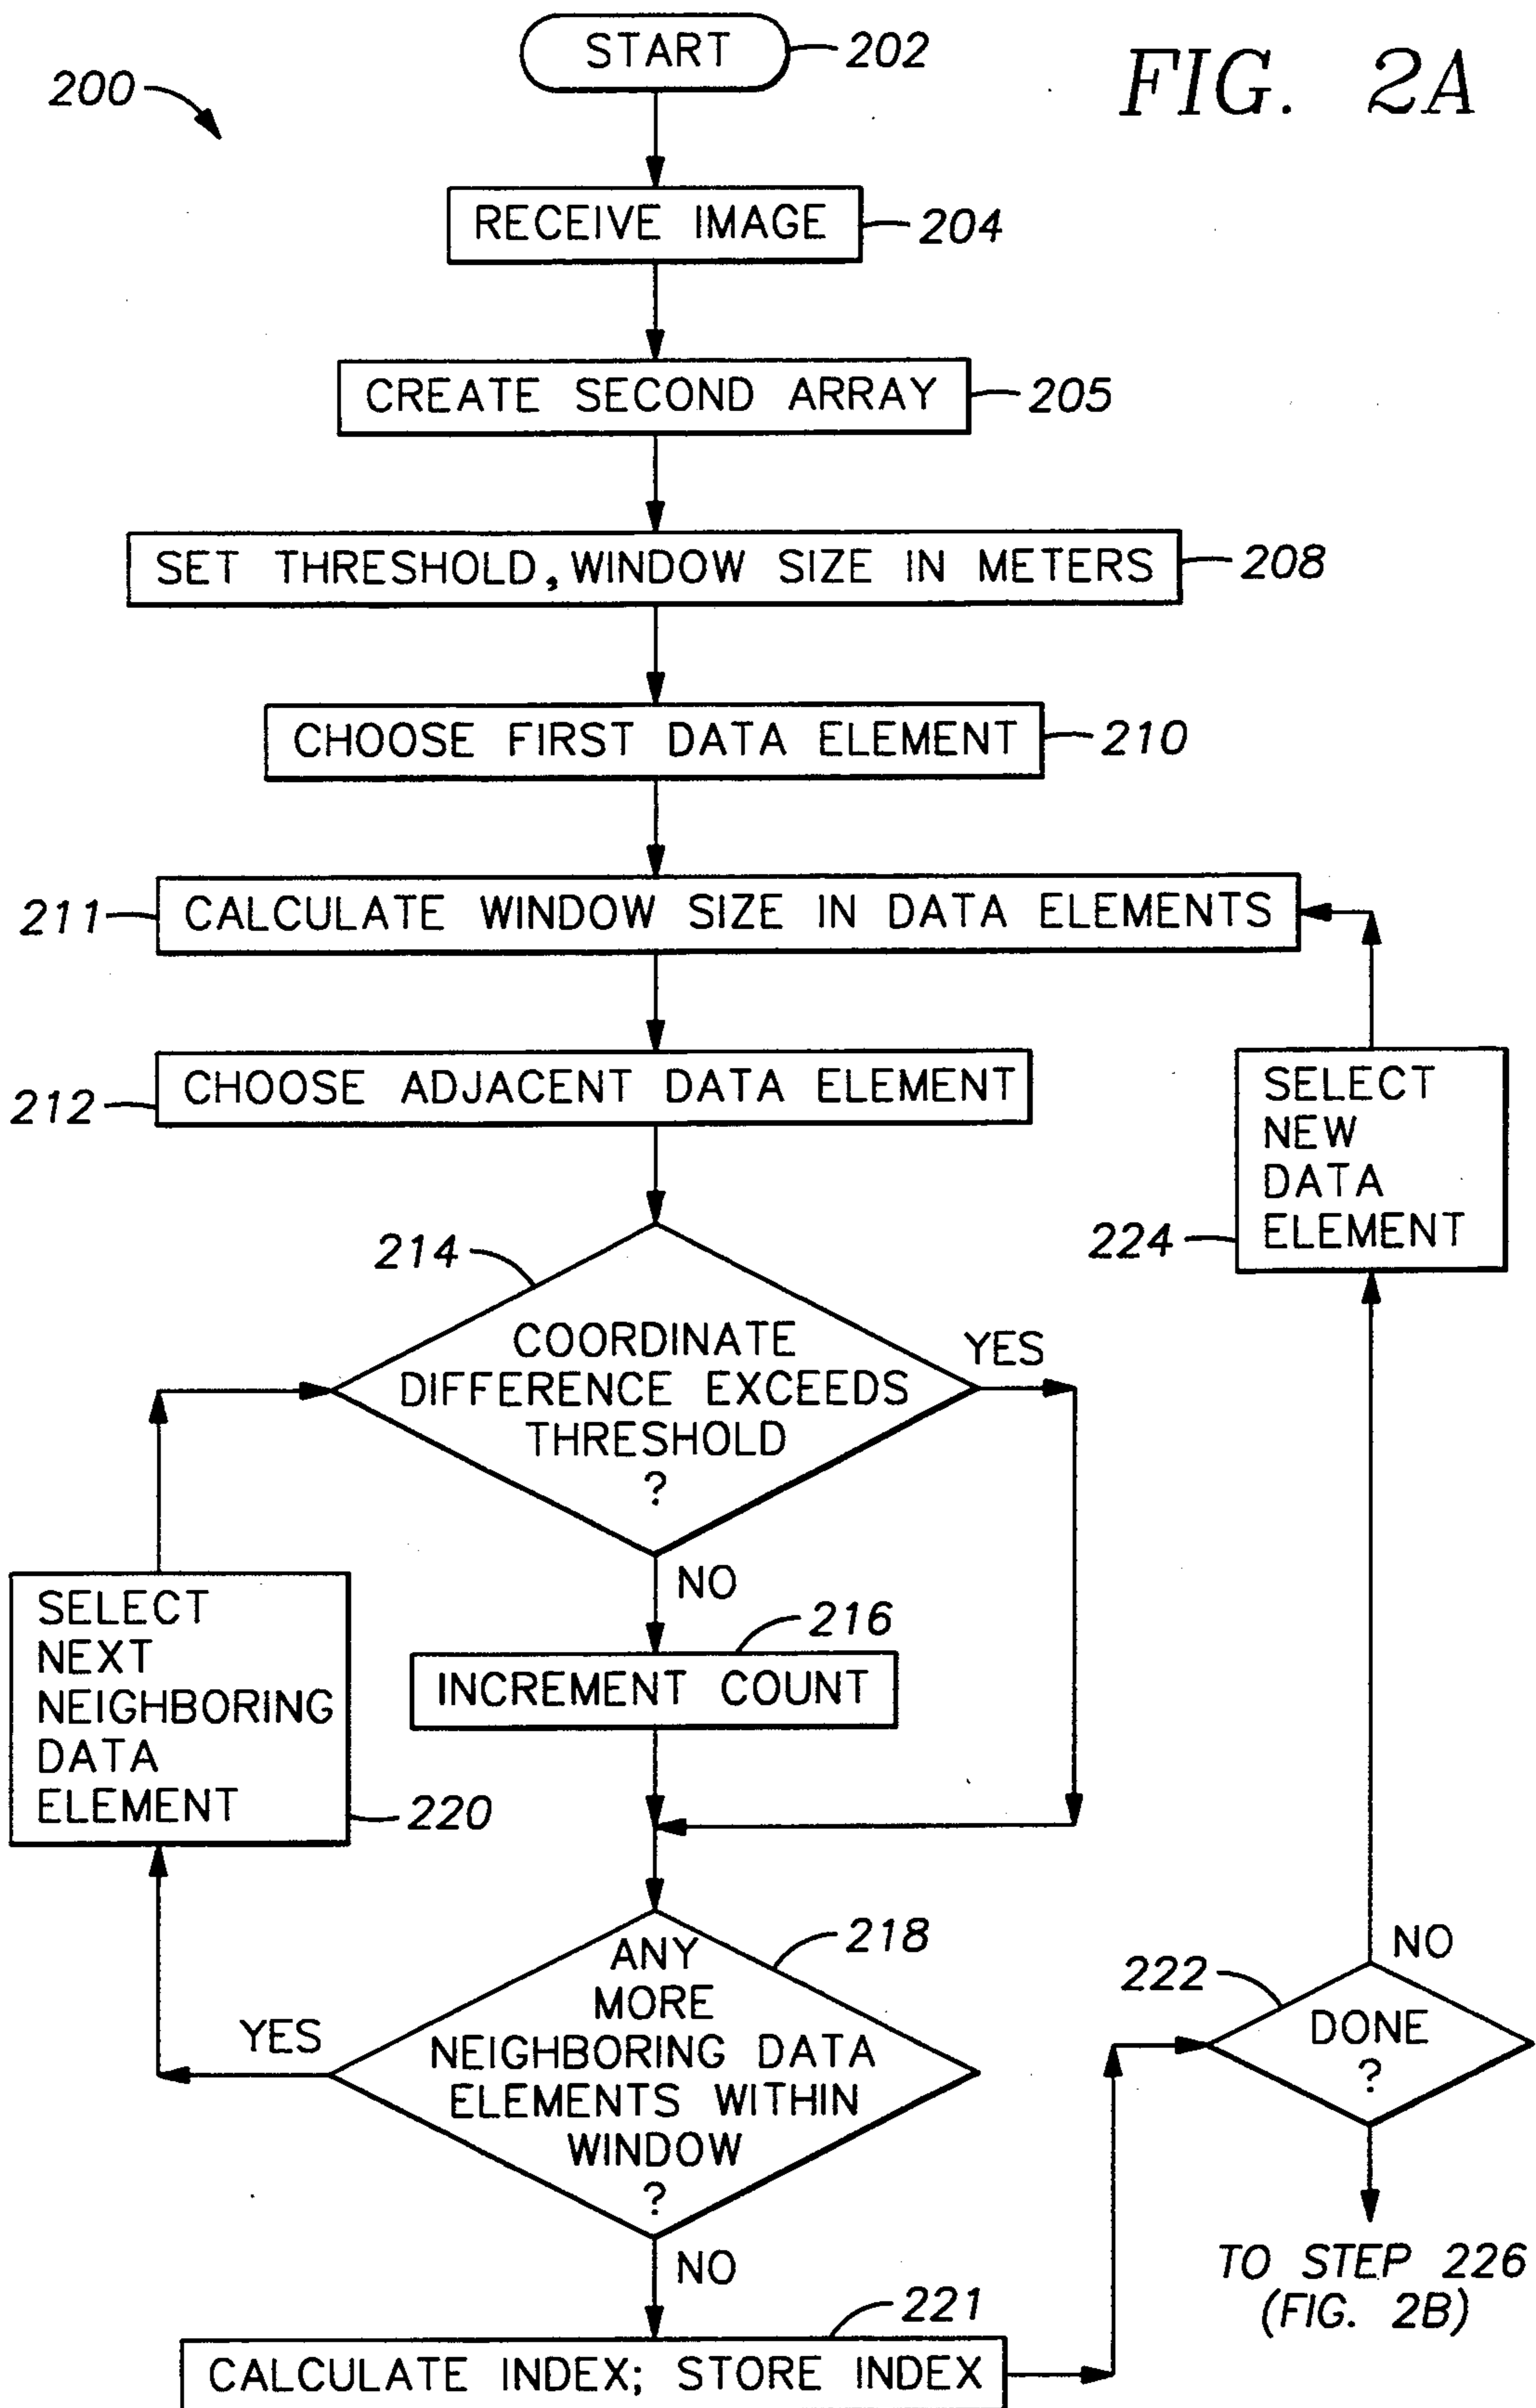 START
202
FIG. 2A
200
RECEIVE IMAGE
204
CREATE SECOND ARRAY
205
SET THRESHOLD, WINDOW SIZE IN METERS
208
CHOOSE FIRST DATA ELEMENT
210
211
CALCULATE WINDOW SIZE IN DATA ELEMENTS
212
CHOOSE ADJACENT DATA ELEMENT
SELECT
NEW
DATA
ELEMENT
224
214
COORDINATE
DIFFERENCE EXCEEDS
THRESHOLD
?
YES
NO
216
INCREMENT COUNT
SELECT
NEXT
NEIGHBORING
DATA
ELEMENT
220
218
ANY
MORE
NEIGHBORING DATA
ELEMENTS WITHIN
WINDOW
?
YES
NO
222
DONE
?
NO
TO STEP 226
(FIG. 2B)
221
CALCULATE INDEX; STORE INDEX